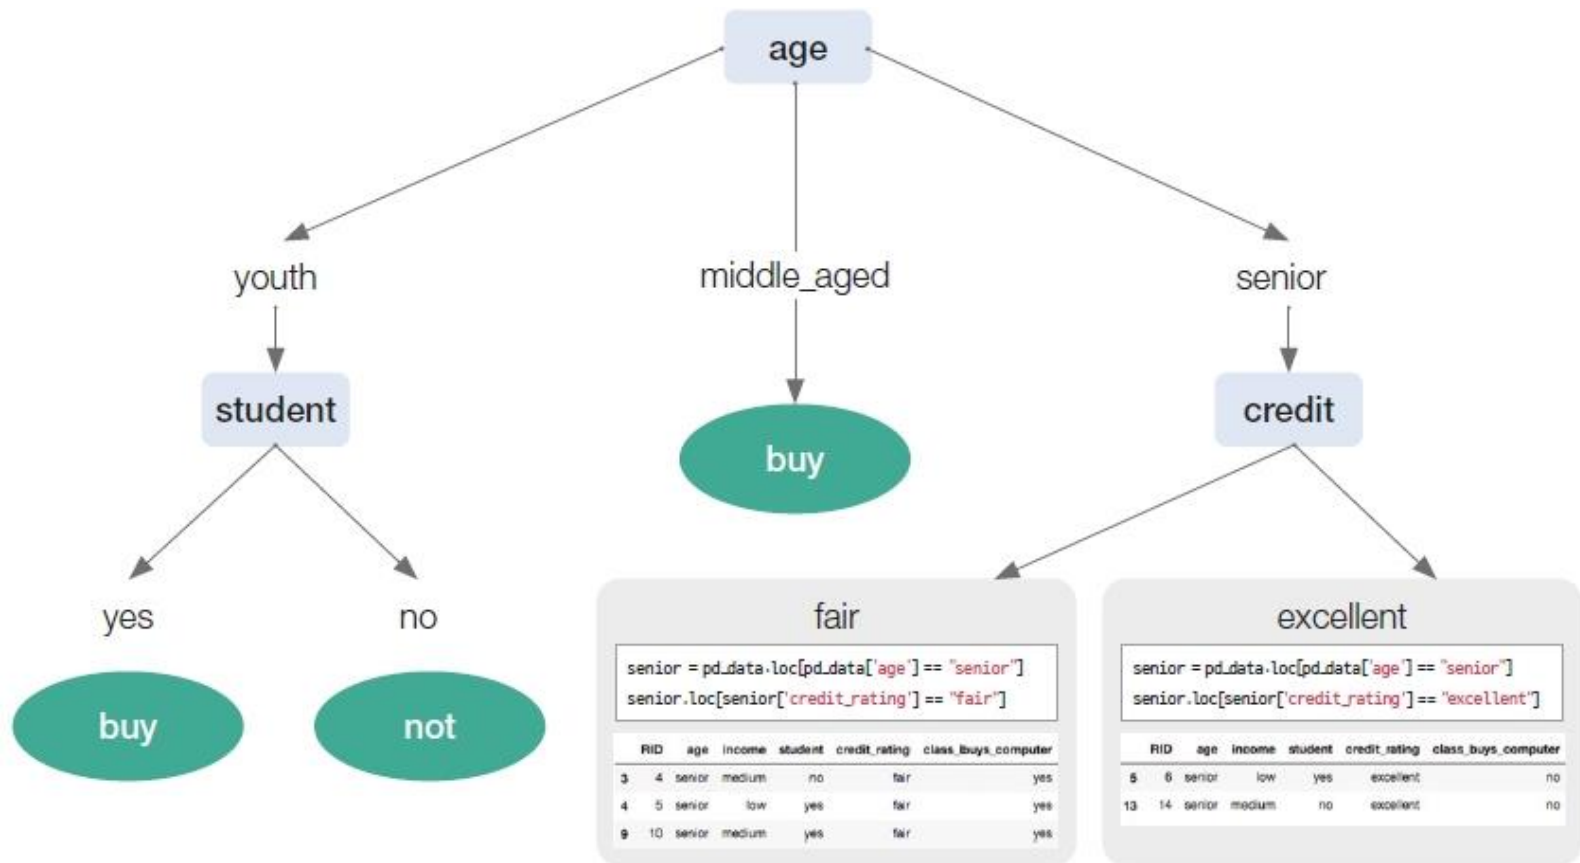 age
youth
middle_aged
senior
student
buy
credit
yes
no
buy
not
fair
senior = pd_data.loc[pd_data['age'] == "senior"]
senior.loc[senior['credit_rating'] == "fair"]
RID age income student credit_rating class_buys_computer
3 4 senior medium no fair yes
4 5 senior low yes fair yes
9 10 senior medium yes fair yes
excellent
senior = pd_data.loc[pd_data['age'] == "senior"]
senior.loc[senior['credit_rating'] == "excellent"]
RID age income student credit_rating class_buys_computer
5 6 senior low yes excellent no
13 14 senior medium no excellent no